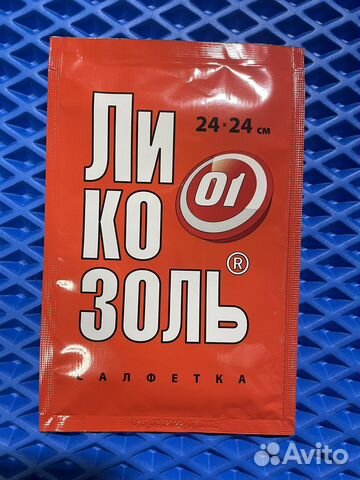 Ли
24×24 см
01
ко
золь®
САЛФЕТКА
Avito